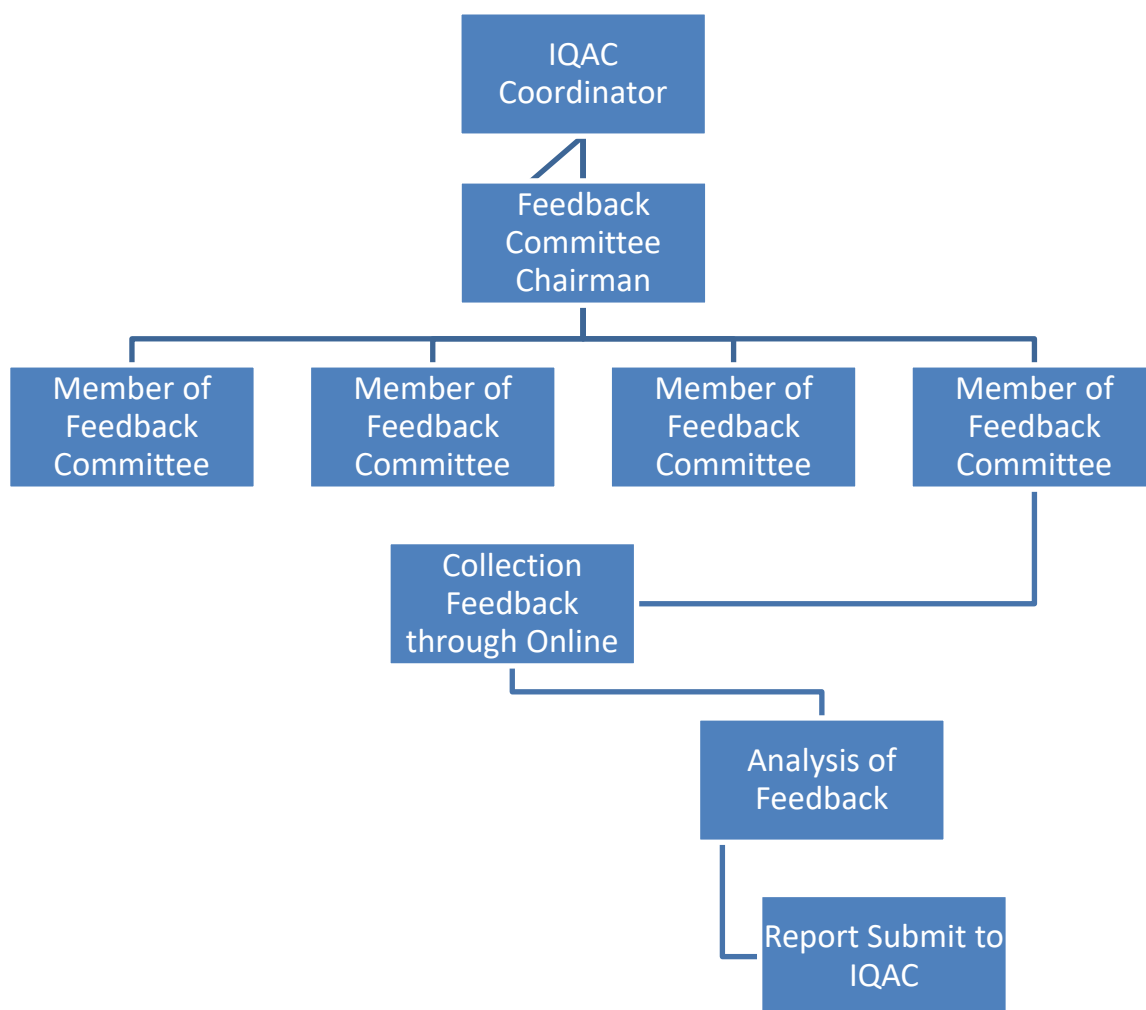 IQAC
Coordinator
Feedback
Committee
Chairman
Member of
Feedback
Committee
Member of
Feedback
Committee
Member of
Feedback
Committee
Member of
Feedback
Committee
Collection
Feedback
through Online
Analysis of
Feedback
Report Submit to
IQAC